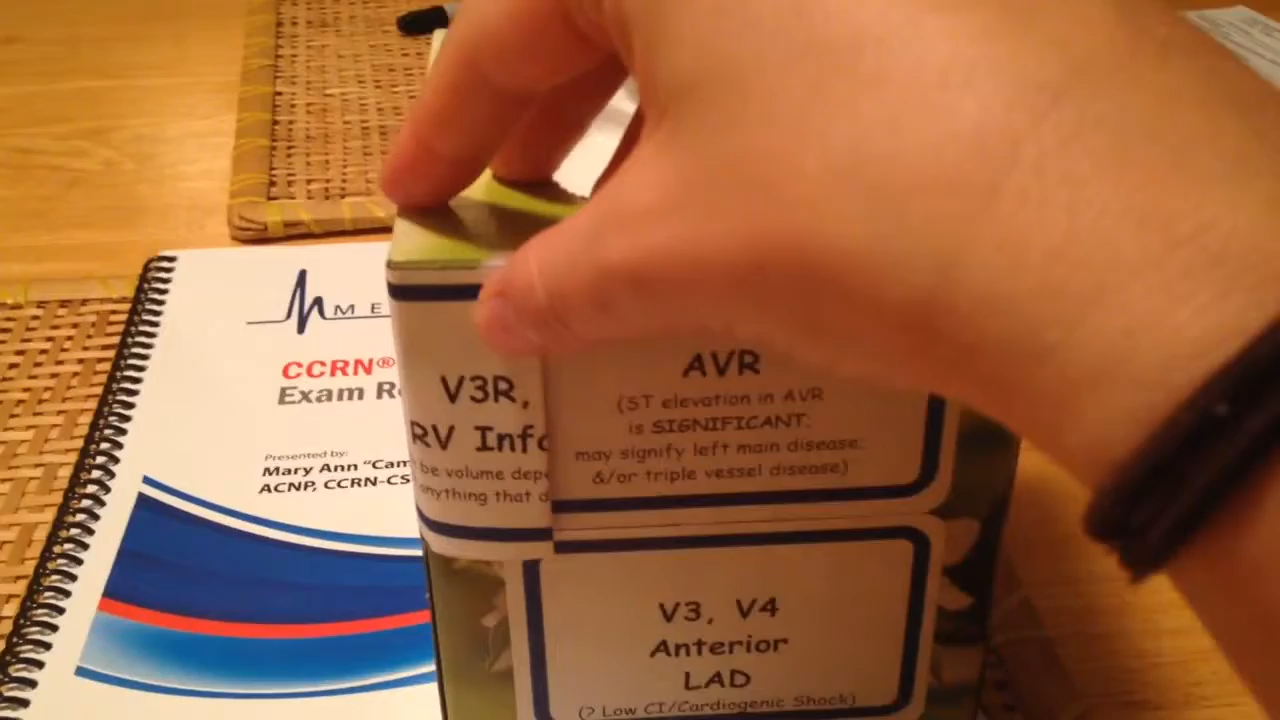 ME
CCRN®
Exam
Presented by:
Mary Ann "Cam
ACNP, CCRN-CS
V3R,
RV Info
be volume depe
anything that d
AVR
(ST elevation in AVR
is SIGNIFICANT:
may signify left main disease
&/or triple vessel disease)
V3, V4
Anterior
LAD
(? Low CI/Cardiogenic Shock)